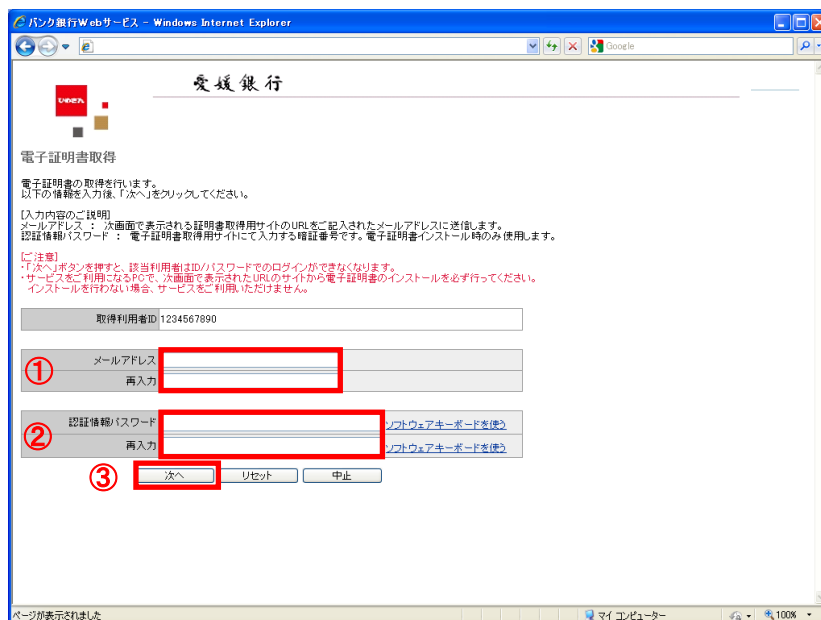 バンク銀行Webサービス - Windows Internet Explorer
Google
愛媛銀行
ひめぎん
電子証明書取得
電子証明書の取得を行います。
以下の情報を入力後、「次へ」をクリックしてください。
[入力内容のご説明]
メールアドレス ： 次画面で表示される証明書取得用サイトのURLをご記入されたメールアドレスに送信します。
認証情報パスワード ： 電子証明書取得用サイトにて入力する暗証番号です。電子証明書インストール時のみ使用します。
[ご注意]
・「次へ」ボタンを押すと、該当利用者はID/パスワードでのログインができなくなります。
・サービスをご利用になるPCで、次画面で表示されたURLのサイトから電子証明書のインストールを必ず行ってください。
インストールを行わない場合、サービスをご利用いただけません。
取得利用者ID 1234567890
① メールアドレス
再入力
② 認証情報パスワード ソフトウェアキーボードを使う
再入力 ソフトウェアキーボードを使う
③ 次へ リセット 中止
ページが表示されました マイ コンピューター 100%